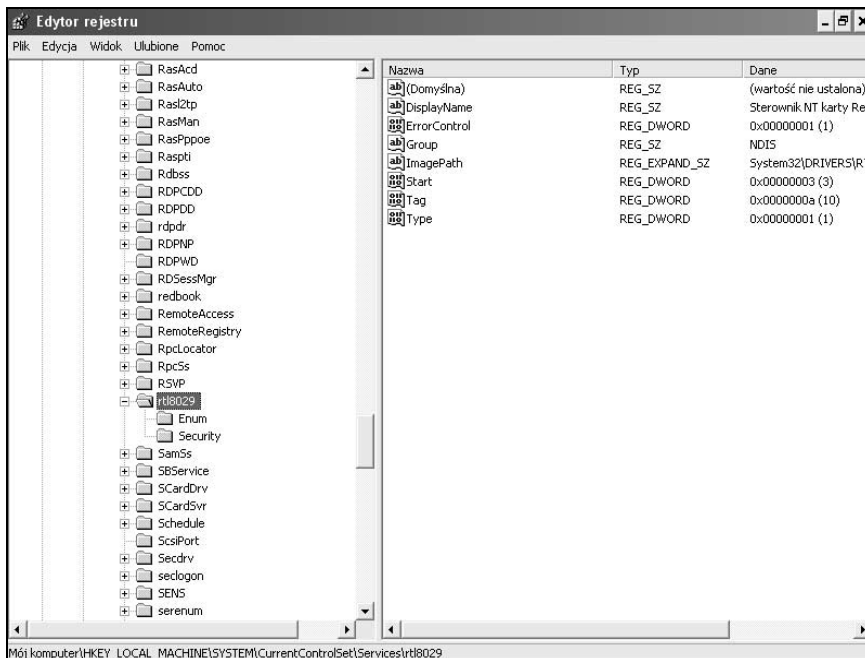 Edytor rejestru
Plik Edycja Widok Ulubione Pomoc
RasAcd
RasAuto
Rasl2tp
RasMan
RasPppoe
Raspti
Rdbss
RDPCDD
RDPDD
rdpdr
RDPNP
RDPWD
RDSessMgr
redbook
RemoteAccess
RemoteRegistry
RpcLocator
RpcSs
RSVP
rtl8029
Enum
Security
SamSs
SBService
SCardDrv
SCardSvr
Schedule
ScsiPort
Secdrv
seclogon
SENS
serenum
Nazwa Typ Dane
(Domyślna) REG_SZ (wartość nie ustalona)
DisplayName REG_SZ Sterownik NT karty Re
ErrorControl REG_DWORD 0x00000001 (1)
Group REG_SZ NDIS
ImagePath REG_EXPAND_SZ System32\DRIVERS\R
Start REG_DWORD 0x00000003 (3)
Tag REG_DWORD 0x0000000a (10)
Type REG_DWORD 0x00000001 (1)
Mój komputer\HKEY_LOCAL_MACHINE\SYSTEM\CurrentControlSet\Services\rtl8029